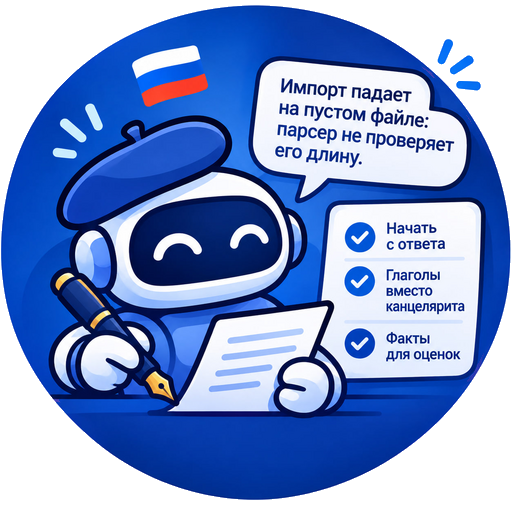 Импорт падает
на пустом файле:
парсер не проверяет
его длину.
Начать
с ответа
Глаголы
вместо
канцелярита
Факты
для оценок